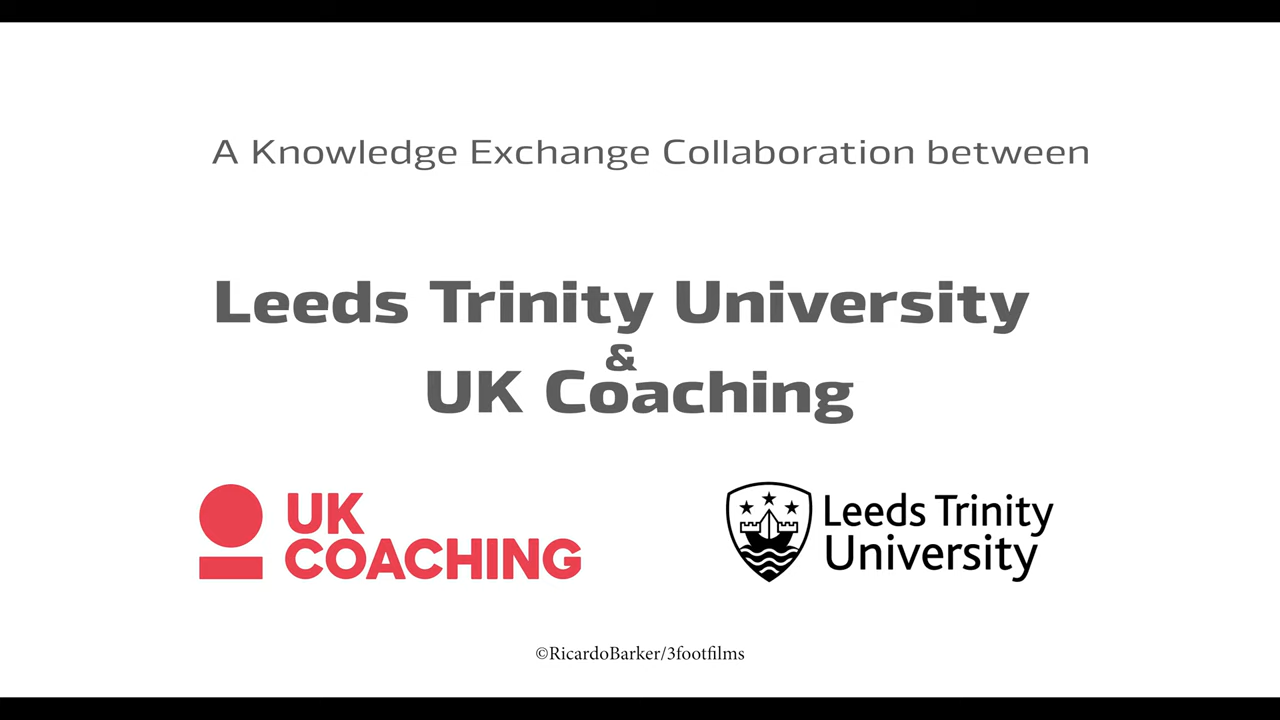 A Knowledge Exchange Collaboration between
Leeds Trinity University
&
UK Coaching
UK
COACHING
Leeds Trinity
University
©RicardoBarker/3footfilms